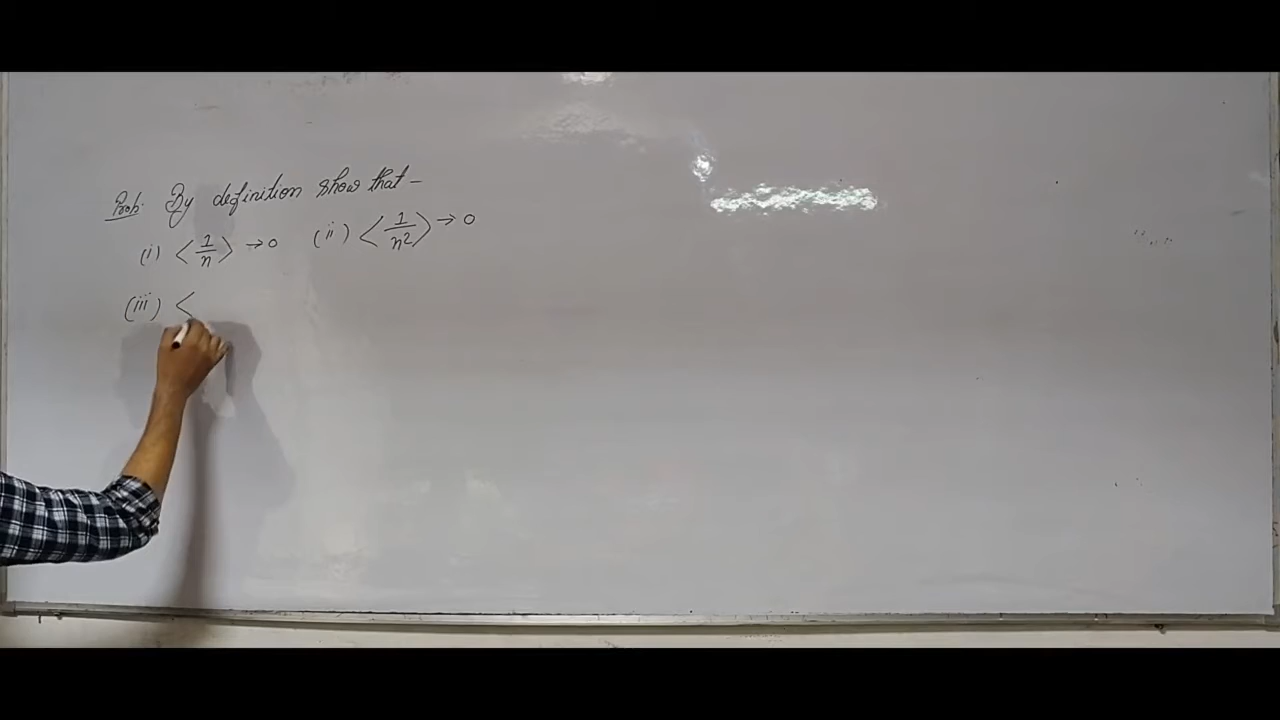 Prob: By definition show that –
(i) <1/n> → 0 (ii) <1/n²> → 0
(iii) <